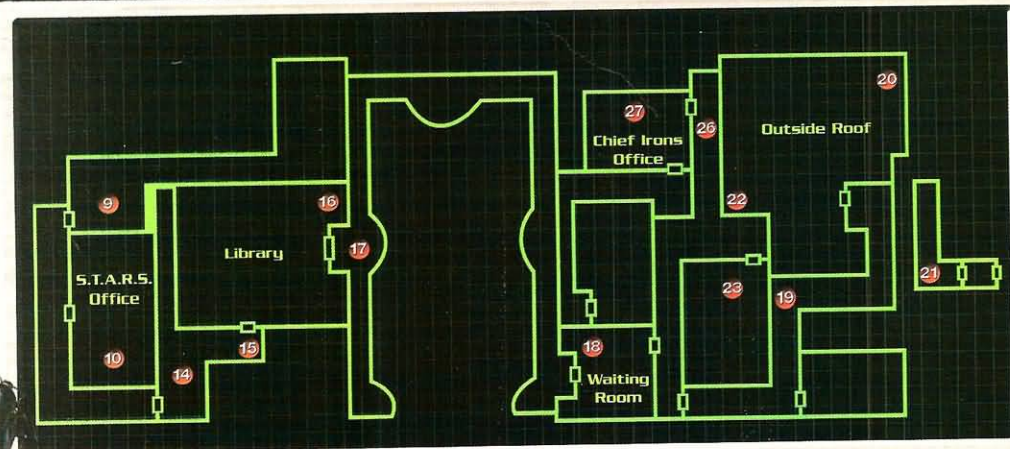 20
27
Chief Irons
Office
26
Outside Roof
9
16
22
17
Library
S.T.A.R.S.
Office
21
23
19
18
15
10
14
Waiting
Room